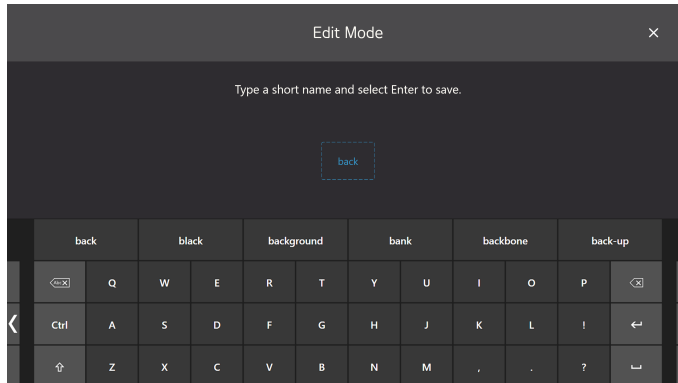 Edit Mode
Type a short name and select Enter to save.
back
back black background bank backbone back-up
Abc Q W E R T Y U I O P
Ctrl A S D F G H J K L !
Z X C V B N M , . ?